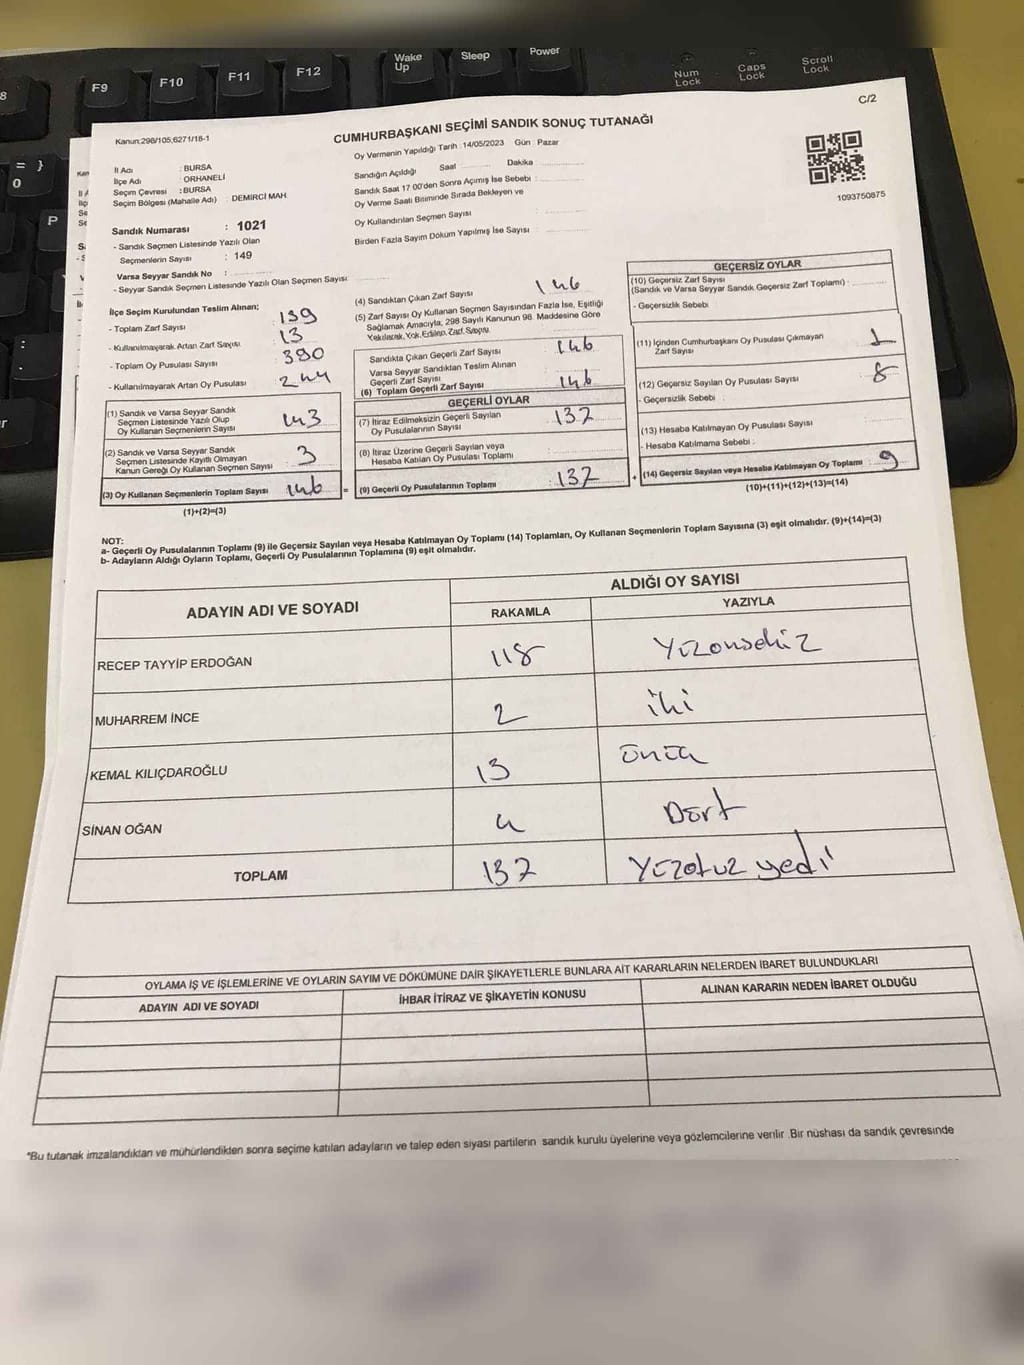 F9
F10
F11
F12
Wake Up
Sleep
Power
Num Lock
Caps Lock
Scroll Lock
8
= }
0
P
:
;
C/2
Kanun:298/105;6271/18-1
CUMHURBAŞKANI SEÇİMİ SANDIK SONUÇ TUTANAĞI
Oy Vermenin Yapıldığı Tarih : 14/05/2023 Gün : Pazar
İl Adı : BURSA
İlçe Adı : ORHANELİ
Seçim Çevresi : BURSA
Seçim Bölgesi (Mahalle Adı) : DEMİRCİ MAH.
Sandığın Açıldığı Saat Dakika
Sandık Saat 17 00'den Sonra Açımış İse Sebebi :
Oy Verme Saati Bitiminde Sırada Bekleyen ve
Oy Kullandırılan Seçmen Sayısı :
Birden Fazla Sayım Döküm Yapılmış İse Sayısı :
1093750875
Sandık Numarası : 1021
- Sandık Seçmen Listesinde Yazılı Olan
Seçmenlerin Sayısı : 149
Varsa Seyyar Sandık No :
- Seyyar Sandık Seçmen Listesinde Yazılı Olan Seçmen Sayısı
İlçe Seçim Kurulundan Teslim Alınan;
- Toplam Zarf Sayısı : 159
- Kullanılmayarak Artan Zarf Sayısı : 13
- Toplam Oy Pusulası Sayısı : 390
- Kullanılmayarak Artan Oy Pusulası : 244
(1) Sandık ve Varsa Seyyar Sandık
Seçmen Listesinde Yazılı Olup
Oy Kullanan Seçmenlerin Sayısı : 143
(2) Sandık ve Varsa Seyyar Sandık
Seçmen Listesinde Kayıtlı Olmayan
Kanun Gereği Oy Kullanan Seçmen Sayısı : 3
(3) Oy Kullanan Seçmenlerin Toplam Sayısı 146 =
(1)+(2)=(3)
(4) Sandıktan Çıkan Zarf Sayısı : 146
(5) Zarf Sayısı Oy Kullanan Seçmen Sayısından Fazla İse, Eşitliği
Sağlamak Amacıyla; 298 Sayılı Kanunun 98. Maddesine Göre
Yakılarak Yok Edilen Zarf Sayısı
Sandıkta Çıkan Geçerli Zarf Sayısı : 146
Varsa Seyyar Sandıktan Teslim Alınan
Geçerli Zarf Sayısı
(6) Toplam Geçerli Zarf Sayısı : 146
GEÇERLİ OYLAR
(7) İtiraz Edilmeksizin Geçerli Sayılan
Oy Pusulalarının Sayısı : 137
(8) İtiraz Üzerine Geçerli Sayılan veya
Hesaba Katılan Oy Pusulası Toplamı
(9) Geçerli Oy Pusulalarının Toplamı : 137 +
GEÇERSİZ OYLAR
(10) Geçersiz Zarf Sayısı
(Sandık ve Varsa Seyyar Sandık Geçersiz Zarf Toplamı) :
- Geçersizlik Sebebi :
(11) İçinden Cumhurbaşkanı Oy Pusulası Çıkmayan
Zarf Sayısı : 1
(12) Geçersiz Sayılan Oy Pusulası Sayısı : 8
- Geçersizlik Sebebi :
(13) Hesaba Katılmayan Oy Pusulası Sayısı :
- Hesaba Katılmama Sebebi :
(14) Geçersiz Sayılan veya Hesaba Katılmayan Oy Toplamı : 9
(10)+(11)+(12)+(13)=(14)
NOT:
a- Geçerli Oy Pusulalarının Toplamı (9) ile Geçersiz Sayılan veya Hesaba Katılmayan Oy Toplamı (14) Toplamları, Oy Kullanan Seçmenlerin Toplam Sayısına (3) eşit olmalıdır. (9)+(14)=(3)
b- Adayların Aldığı Oyların Toplamı, Geçerli Oy Pusulalarının Toplamına (9) eşit olmalıdır.
ADAYIN ADI VE SOYADI
ALDIĞI OY SAYISI
RAKAMLA YAZIYLA
RECEP TAYYİP ERDOĞAN 118 Yüzonsekiz
MUHARREM İNCE 2 iki
KEMAL KILIÇDAROĞLU 13 onüç
SİNAN OĞAN 4 Dört
TOPLAM 137 Yüzotuz yedi
OYLAMA İŞ VE İŞLEMLERİNE VE OYLARIN SAYIM VE DÖKÜMÜNE DAİR ŞİKAYETLERLE BUNLARA AİT KARARLARIN NELERDEN İBARET BULUNDUKLARI
ADAYIN ADI VE SOYADI İHBAR İTİRAZ VE ŞİKAYETİN KONUSU ALINAN KARARIN NEDEN İBARET OLDUĞU
*Bu tutanak imzalandıktan ve mühürlendikten sonra seçime katılan adayların ve talep eden siyasi partilerin sandık kurulu üyelerine veya gözlemcilerine verilir .Bir nüshası da sandık çevresinde